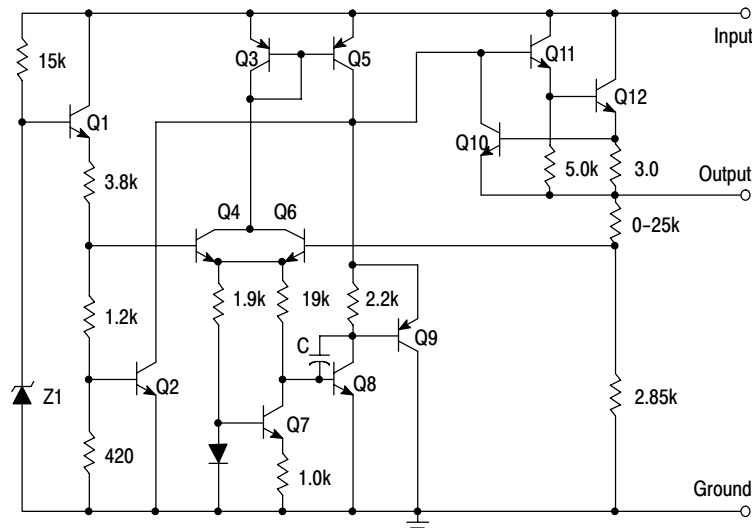 Input
15k
Q3
Q5
Q11
Q12
Q1
Q10
3.8k
5.0k
3.0
Output
Q4
Q6
0–25k
1.2k
1.9k
19k
2.2k
C
Q9
Z1
Q2
Q8
2.85k
Q7
420
1.0k
Ground